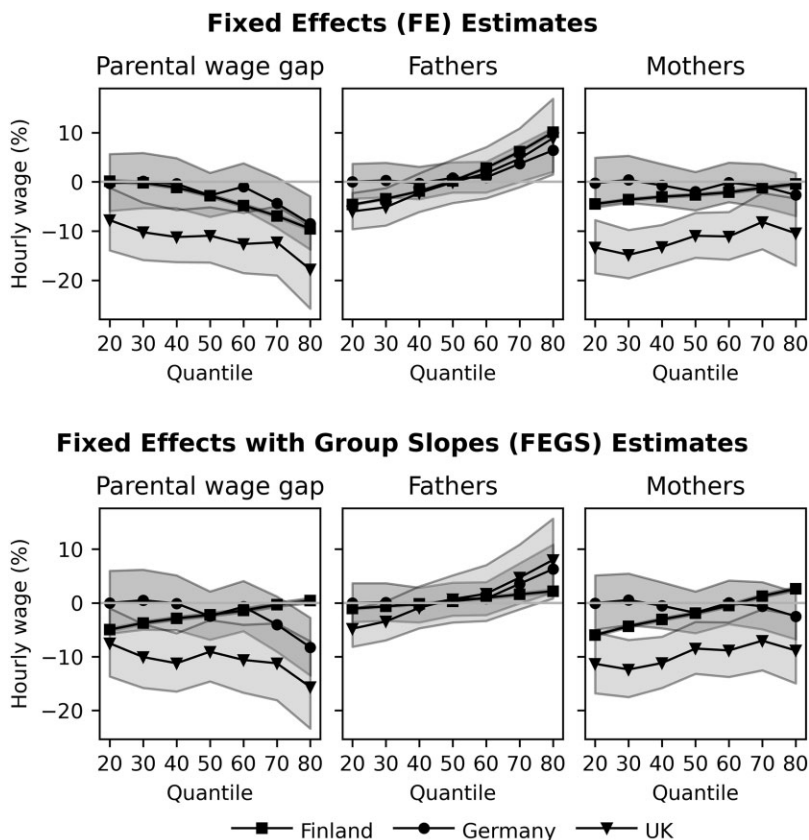 Fixed Effects (FE) Estimates
Parental wage gap Fathers Mothers
Hourly wage (%)
10
0
−10
−20
20 30 40 50 60 70 80 20 30 40 50 60 70 80 20 30 40 50 60 70 80
Quantile Quantile Quantile
Fixed Effects with Group Slopes (FEGS) Estimates
Parental wage gap Fathers Mothers
Hourly wage (%)
10
0
−10
−20
20 30 40 50 60 70 80 20 30 40 50 60 70 80 20 30 40 50 60 70 80
Quantile Quantile Quantile
Finland Germany UK